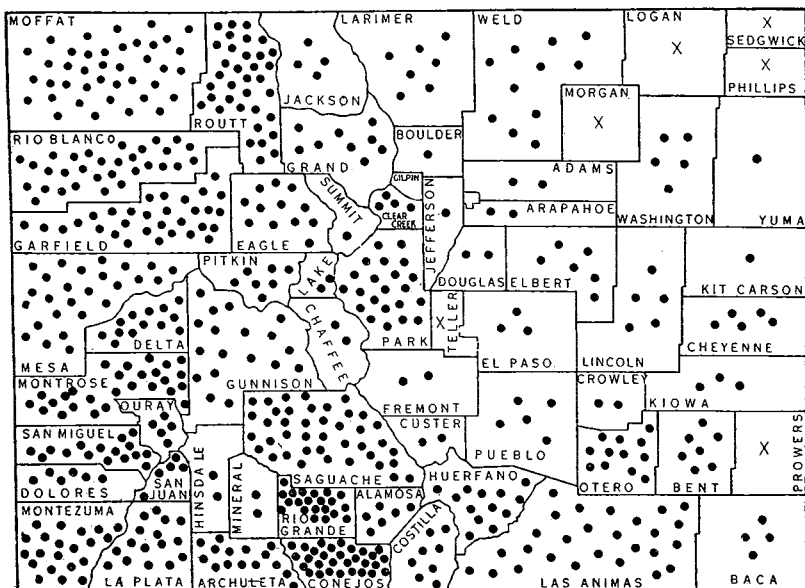 MOFFAT
LARIMER
WELD
LOGAN
X
SEDGWICK
X
PHILLIPS
X
JACKSON
ROUTT
MORGAN
X
RIO BLANCO
BOULDER
GRAND
GILPIN
ADAMS
SUMMIT
CLEAR
CREEK
JEFFERSON
ARAPAHOE
WASHINGTON
YUMA
GARFIELD
EAGLE
PITKIN
LAKE
DOUGLAS
ELBERT
KIT CARSON
CHAFFEE
PARK
X
TELLER
DELTA
MESA
EL PASO
LINCOLN
CHEYENNE
MONTROSE
GUNNISON
CROWLEY
OURAY
FREMONT
KIOWA
CUSTER
SAN MIGUEL
HINSDALE
PUEBLO
X
PROWERS
DOLORES
SAN
JUAN
MINERAL
SAGUACHE
HUERFANO
OTERO
BENT
ALAMOSA
MONTEZUMA
RIO
GRANDE
COSTILLA
LA PLATA
ARCHULETA
CONEJOS
LAS ANIMAS
BACA